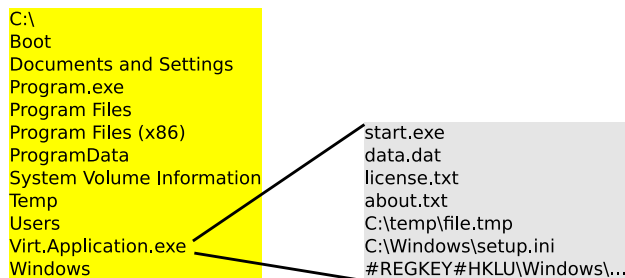 C:\
Boot
Documents and Settings
Program.exe
Program Files
Program Files (x86)
ProgramData
System Volume Information
Temp
Users
Virt.Application.exe
Windows
start.exe
data.dat
license.txt
about.txt
C:\temp\file.tmp
C:\Windows\setup.ini
#REGKEY#HKLU\Windows\...